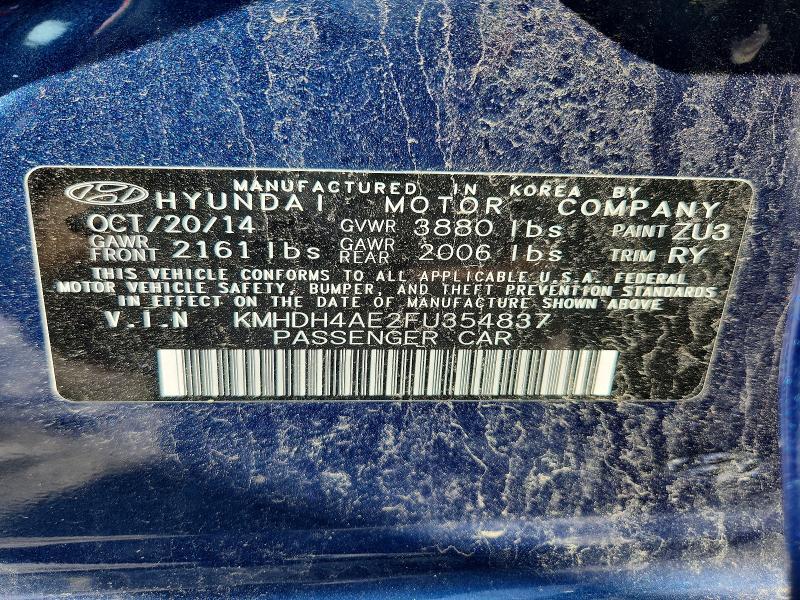 MANUFACTURED IN KOREA BY
HYUNDAI MOTOR COMPANY
OCT/20/14 GVWR 3880 lbs PAINT ZU3
GAWR FRONT 2161 lbs GAWR REAR 2006 lbs TRIM RY
THIS VEHICLE CONFORMS TO ALL APPLICABLE U.S.A. FEDERAL
MOTOR VEHICLE SAFETY, BUMPER, AND THEFT PREVENTION STANDARDS
IN EFFECT ON THE DATE OF MANUFACTURE SHOWN ABOVE
V.I.N KMHDH4AE2FU354837
PASSENGER CAR